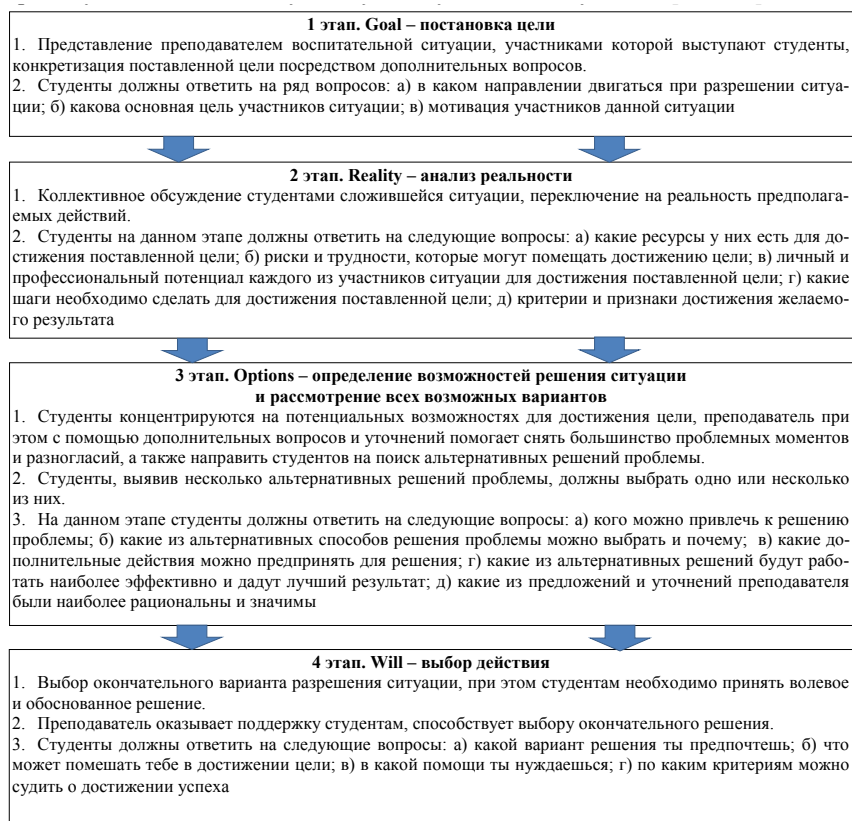 1 этап. Goal – постановка цели
1. Представление преподавателем воспитательной ситуации, участниками которой выступают студенты,
конкретизация поставленной цели посредством дополнительных вопросов.
2. Студенты должны ответить на ряд вопросов: а) в каком направлении двигаться при разрешении ситуа-
ции; б) какова основная цель участников ситуации; в) мотивация участников данной ситуации
2 этап. Reality – анализ реальности
1. Коллективное обсуждение студентами сложившейся ситуации, переключение на реальность предполага-
емых действий.
2. Студенты на данном этапе должны ответить на следующие вопросы: а) какие ресурсы у них есть для до-
стижения поставленной цели; б) риски и трудности, которые могут помещать достижению цели; в) личный и
профессиональный потенциал каждого из участников ситуации для достижения поставленной цели; г) какие
шаги необходимо сделать для достижения поставленной цели; д) критерии и признаки достижения желаемо-
го результата
3 этап. Options – определение возможностей решения ситуации
и рассмотрение всех возможных вариантов
1. Студенты концентрируются на потенциальных возможностях для достижения цели, преподаватель при
этом с помощью дополнительных вопросов и уточнений помогает снять большинство проблемных моментов
и разногласий, а также направить студентов на поиск альтернативных решений проблемы.
2. Студенты, выявив несколько альтернативных решений проблемы, должны выбрать одно или несколько
из них.
3. На данном этапе студенты должны ответить на следующие вопросы: а) кого можно привлечь к решению
проблемы; б) какие из альтернативных способов решения проблемы можно выбрать и почему; в) какие до-
полнительные действия можно предпринять для решения; г) какие из альтернативных решений будут рабо-
тать наиболее эффективно и дадут лучший результат; д) какие из предложений и уточнений преподавателя
были наиболее рациональны и значимы
4 этап. Will – выбор действия
1. Выбор окончательного варианта разрешения ситуации, при этом студентам необходимо принять волевое
и обоснованное решение.
2. Преподаватель оказывает поддержку студентам, способствует выбору окончательного решения.
3. Студенты должны ответить на следующие вопросы: а) какой вариант решения ты предпочтешь; б) что
может помешать тебе в достижении цели; в) в какой помощи ты нуждаешься; г) по каким критериям можно
судить о достижении успеха